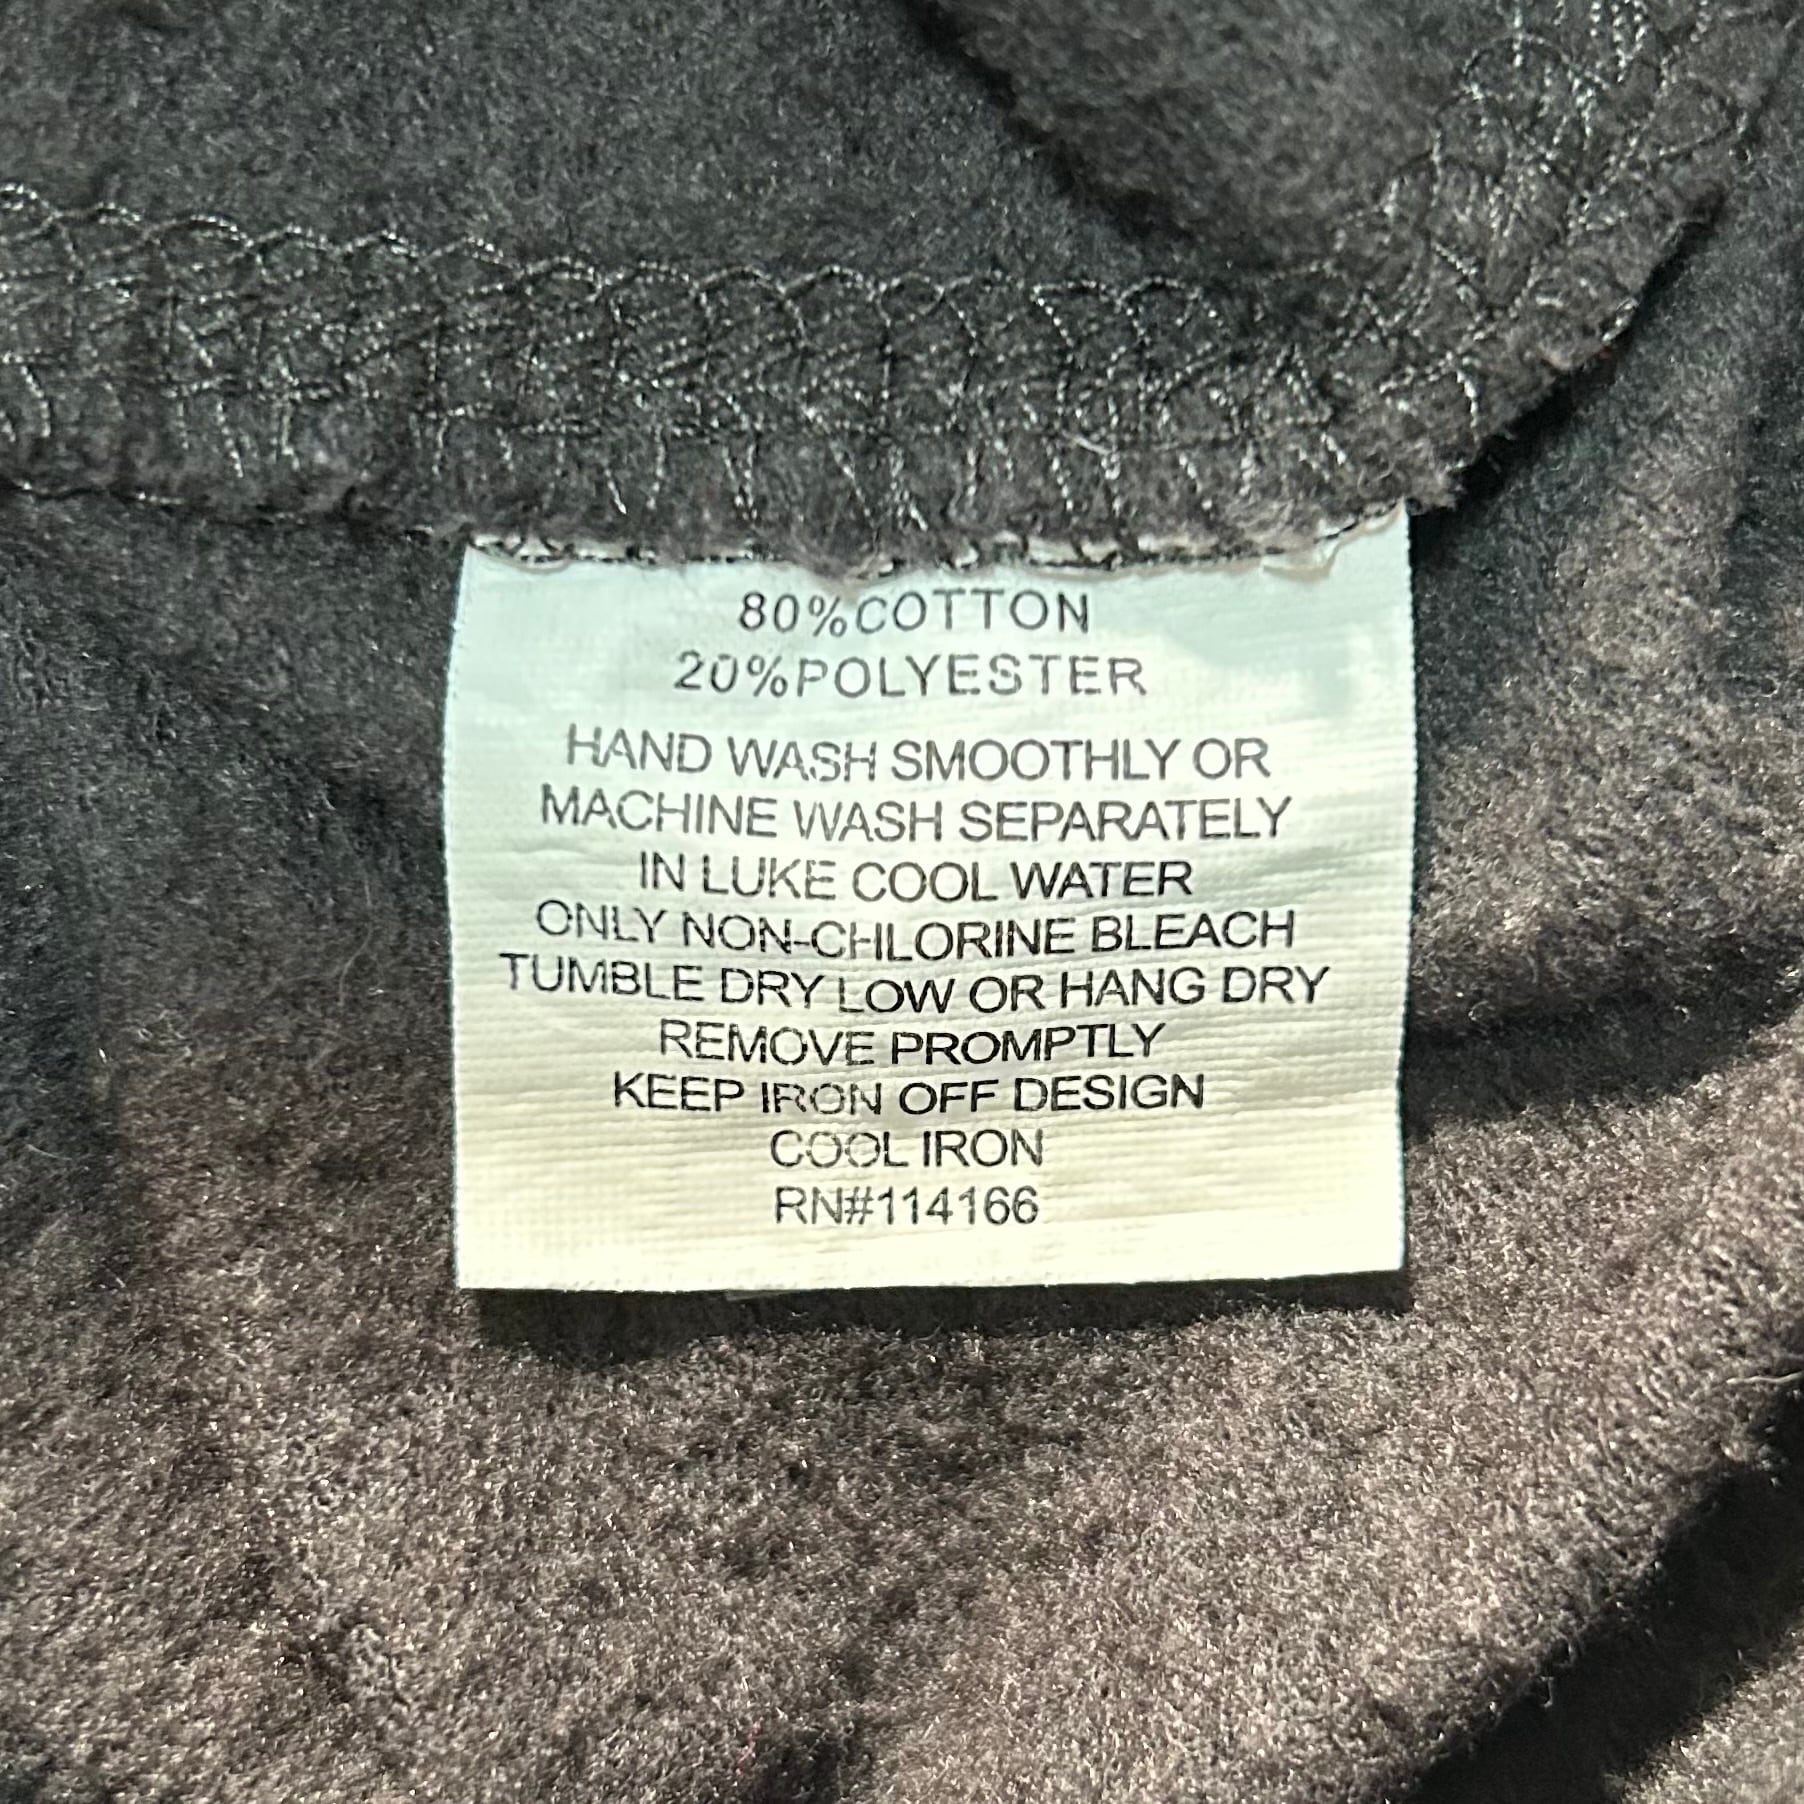 80%COTTON
20%POLYESTER
HAND WASH SMOOTHLY OR
MACHINE WASH SEPARATELY
IN LUKE COOL WATER
ONLY NON-CHLORINE BLEACH
TUMBLE DRY LOW OR HANG DRY
REMOVE PROMPTLY
KEEP IRON OFF DESIGN
COOL IRON
RN#114166